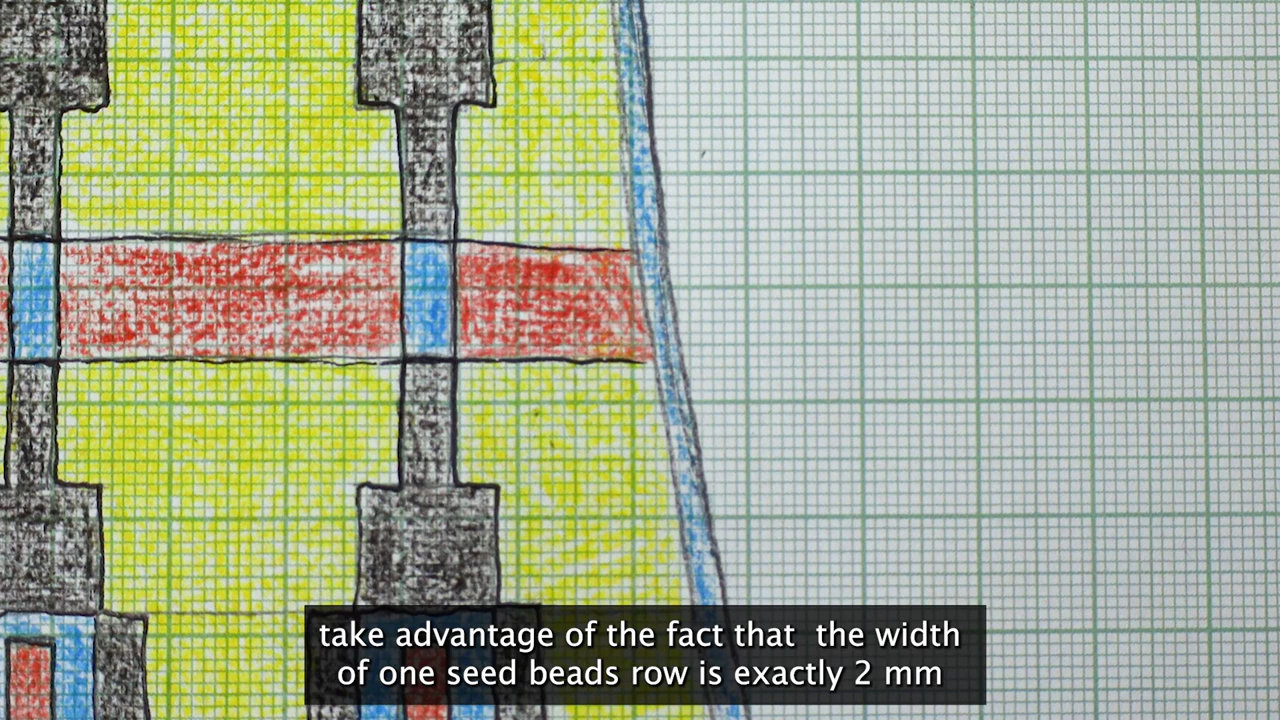 take advantage of the fact that  the width
of one seed beads row is exactly 2 mm